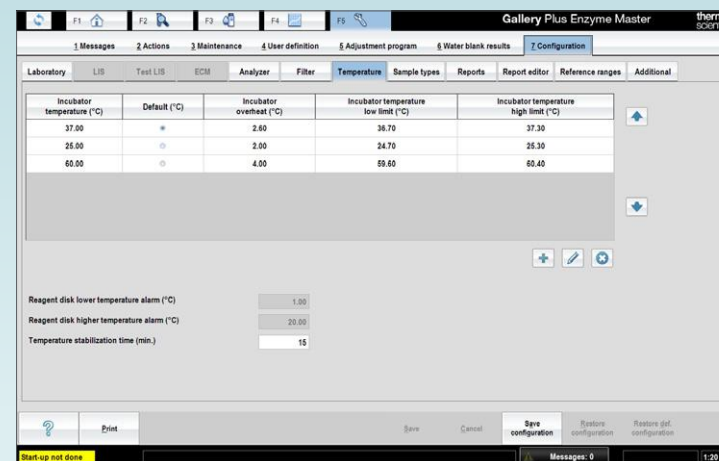 F1 F2 F3 F4 F5 Gallery Plus Enzyme Master
1 Messages 2 Actions 3 Maintenance 4 User definition 5 Adjustment program 6 Water blank results 7 Configuration
Laboratory LIS Test LIS ECM Analyzer Filter Temperature Sample types Reports Report editor Reference ranges Additional
Incubator temperature (°C) Default (°C) Incubator overheat (°C) Incubator temperature low limit (°C) Incubator temperature high limit (°C)
37.00 2.60 36.70 37.30
25.00 2.00 24.70 25.30
60.00 4.00 59.60 60.40
Reagent disk lower temperature alarm (°C) 1.00
Reagent disk higher temperature alarm (°C) 20.00
Temperature stabilization time (min.) 15
Print Save Cancel Save configuration Restore configuration Restore def. configuration
Start-up not done Messages: 0 1:20